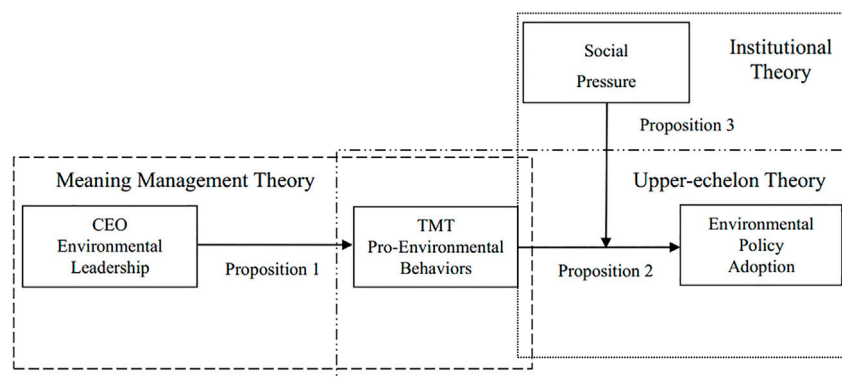 Social
Pressure
Institutional
Theory
Proposition 3
Meaning Management Theory
Upper-echelon Theory
CEO
Environmental
Leadership
Proposition 1
TMT
Pro-Environmental
Behaviors
Proposition 2
Environmental
Policy
Adoption